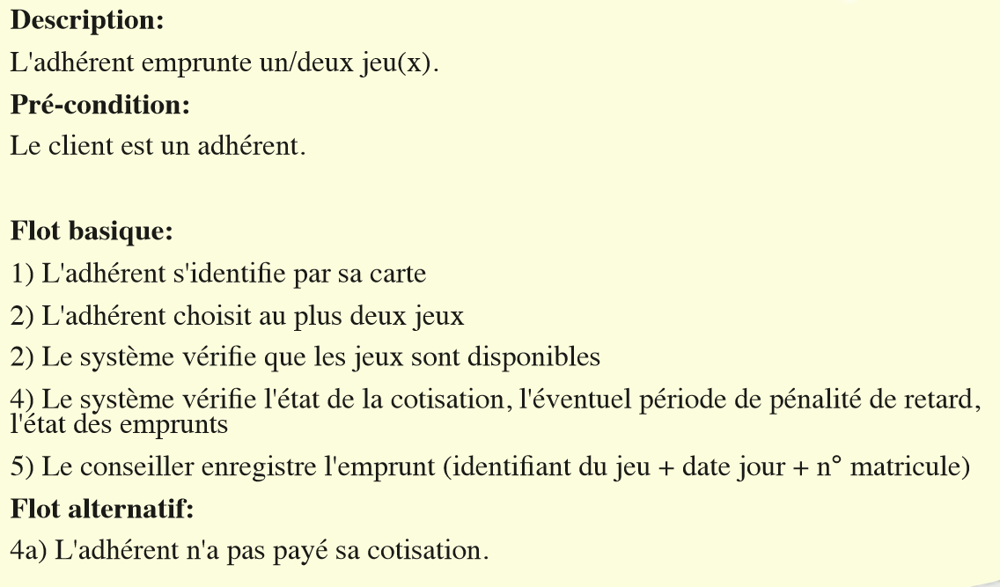 Description:
L'adhérent emprunte un/deux jeu(x).
Pré-condition:
Le client est un adhérent.
Flot basique:
1) L'adhérent s'identifie par sa carte
2) L'adhérent choisit au plus deux jeux
2) Le système vérifie que les jeux sont disponibles
4) Le système vérifie l'état de la cotisation, l'éventuel période de pénalité de retard,
l'état des emprunts
5) Le conseiller enregistre l'emprunt (identifiant du jeu + date jour + n° matricule)
Flot alternatif:
4a) L'adhérent n'a pas payé sa cotisation.